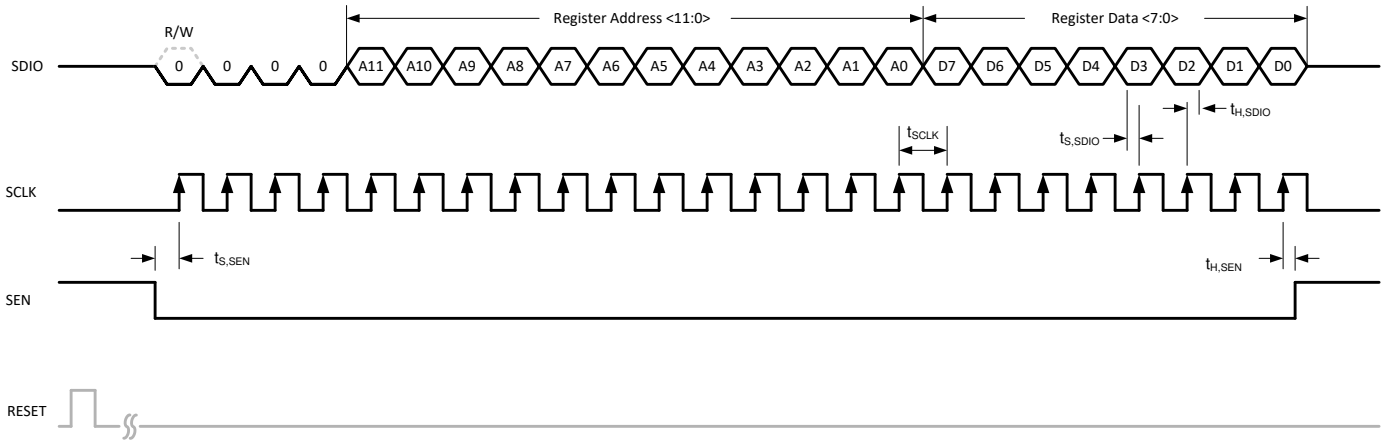 Register Address <11:0>
Register Data <7:0>
R/W
SDIO
0 0 0 0 A11 A10 A9 A8 A7 A6 A5 A4 A3 A2 A1 A0 D7 D6 D5 D4 D3 D2 D1 D0
tH,SDIO
tSCLK
tS,SDIO
SCLK
tS,SEN
tH,SEN
SEN
RESET